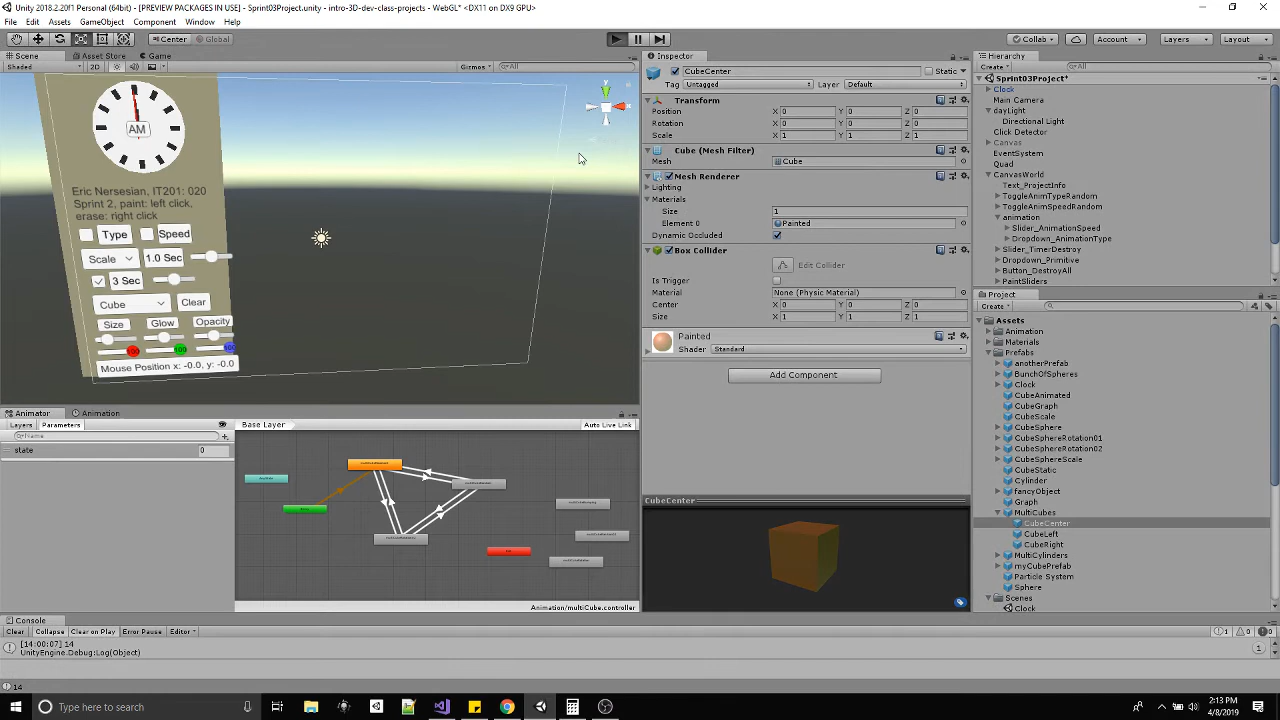 Unity 2018.2.20f1 Personal (64bit) - [PREVIEW PACKAGES IN USE] - Sprint03Project.unity - intro-3D-dev-class-projects - WebGL* <DX11 on DX9 GPU>
File Edit Assets GameObject Component Window Help
Center Global
Collab Account Layers Layout
Scene Asset Store Game
Shaded 2D Gizmos All
AM
Eric Nersesian, IT201: 020
Sprint 2, paint: left click,
erase: right click
Type Speed
Scale 1.0 Sec
3 Sec
Cube Clear
Size Glow Opacity
100 100 100
Mouse Position x: -0.0, y: -0.0
y
Animator Animation
Layers Parameters
Name
state 0
Base Layer Auto Live Link
Animation/multiCube.controller
Inspector
CubeCenter Static
Tag Untagged Layer Default
Transform
Position X 0 Y 0 Z 0
Rotation X 0 Y 0 Z 0
Scale X 1 Y 1 Z 1
Cube (Mesh Filter)
Mesh Cube
Mesh Renderer
Lighting
Materials
Size 1
Element 0 Painted
Dynamic Occluded
Box Collider
Edit Collider
Is Trigger
Material None (Physic Material)
Center X 0 Y 0 Z 0
Size X 1 Y 1 Z 1
Painted
Shader Standard
Add Component
CubeCenter
Hierarchy
Create All
Sprint03Project*
Clock
Main Camera
dayLight
Directional Light
Click Detector
Canvas
EventSystem
Quad
CanvasWorld
Text_ProjectInfo
ToggleAnimTypeRandom
ToggleAnimSpeedRandom
animation
Slider_AnimationSpeed
Dropdown_AnimationType
Slider_TimerDestroy
Dropdown_Primitive
Button_DestroyAll
PaintSliders
Project
Create
Assets
Animation
Materials
Prefabs
anotherPrefab
BunchOfSpheres
Clock
CubeAnimated
CubeGraph
CubeScale
CubeSphere
CubeSphereRotation01
CubeSphereRotation02
CubeSphereScale
CubeStatic
Cylinder
fancyObject
Graph
MultiCubes
CubeCenter
CubeLeft
CubeRight
MultiCylinders
myCubePrefab
Particle System
Sphere
Scenes
Clock
Console
Clear Collapse Clear on Play Error Pause Editor 1 0 0
[14:00:07] 14
UnityEngine.Debug:Log(Object) 1
14
Type here to search
2:13 PM
4/8/2019